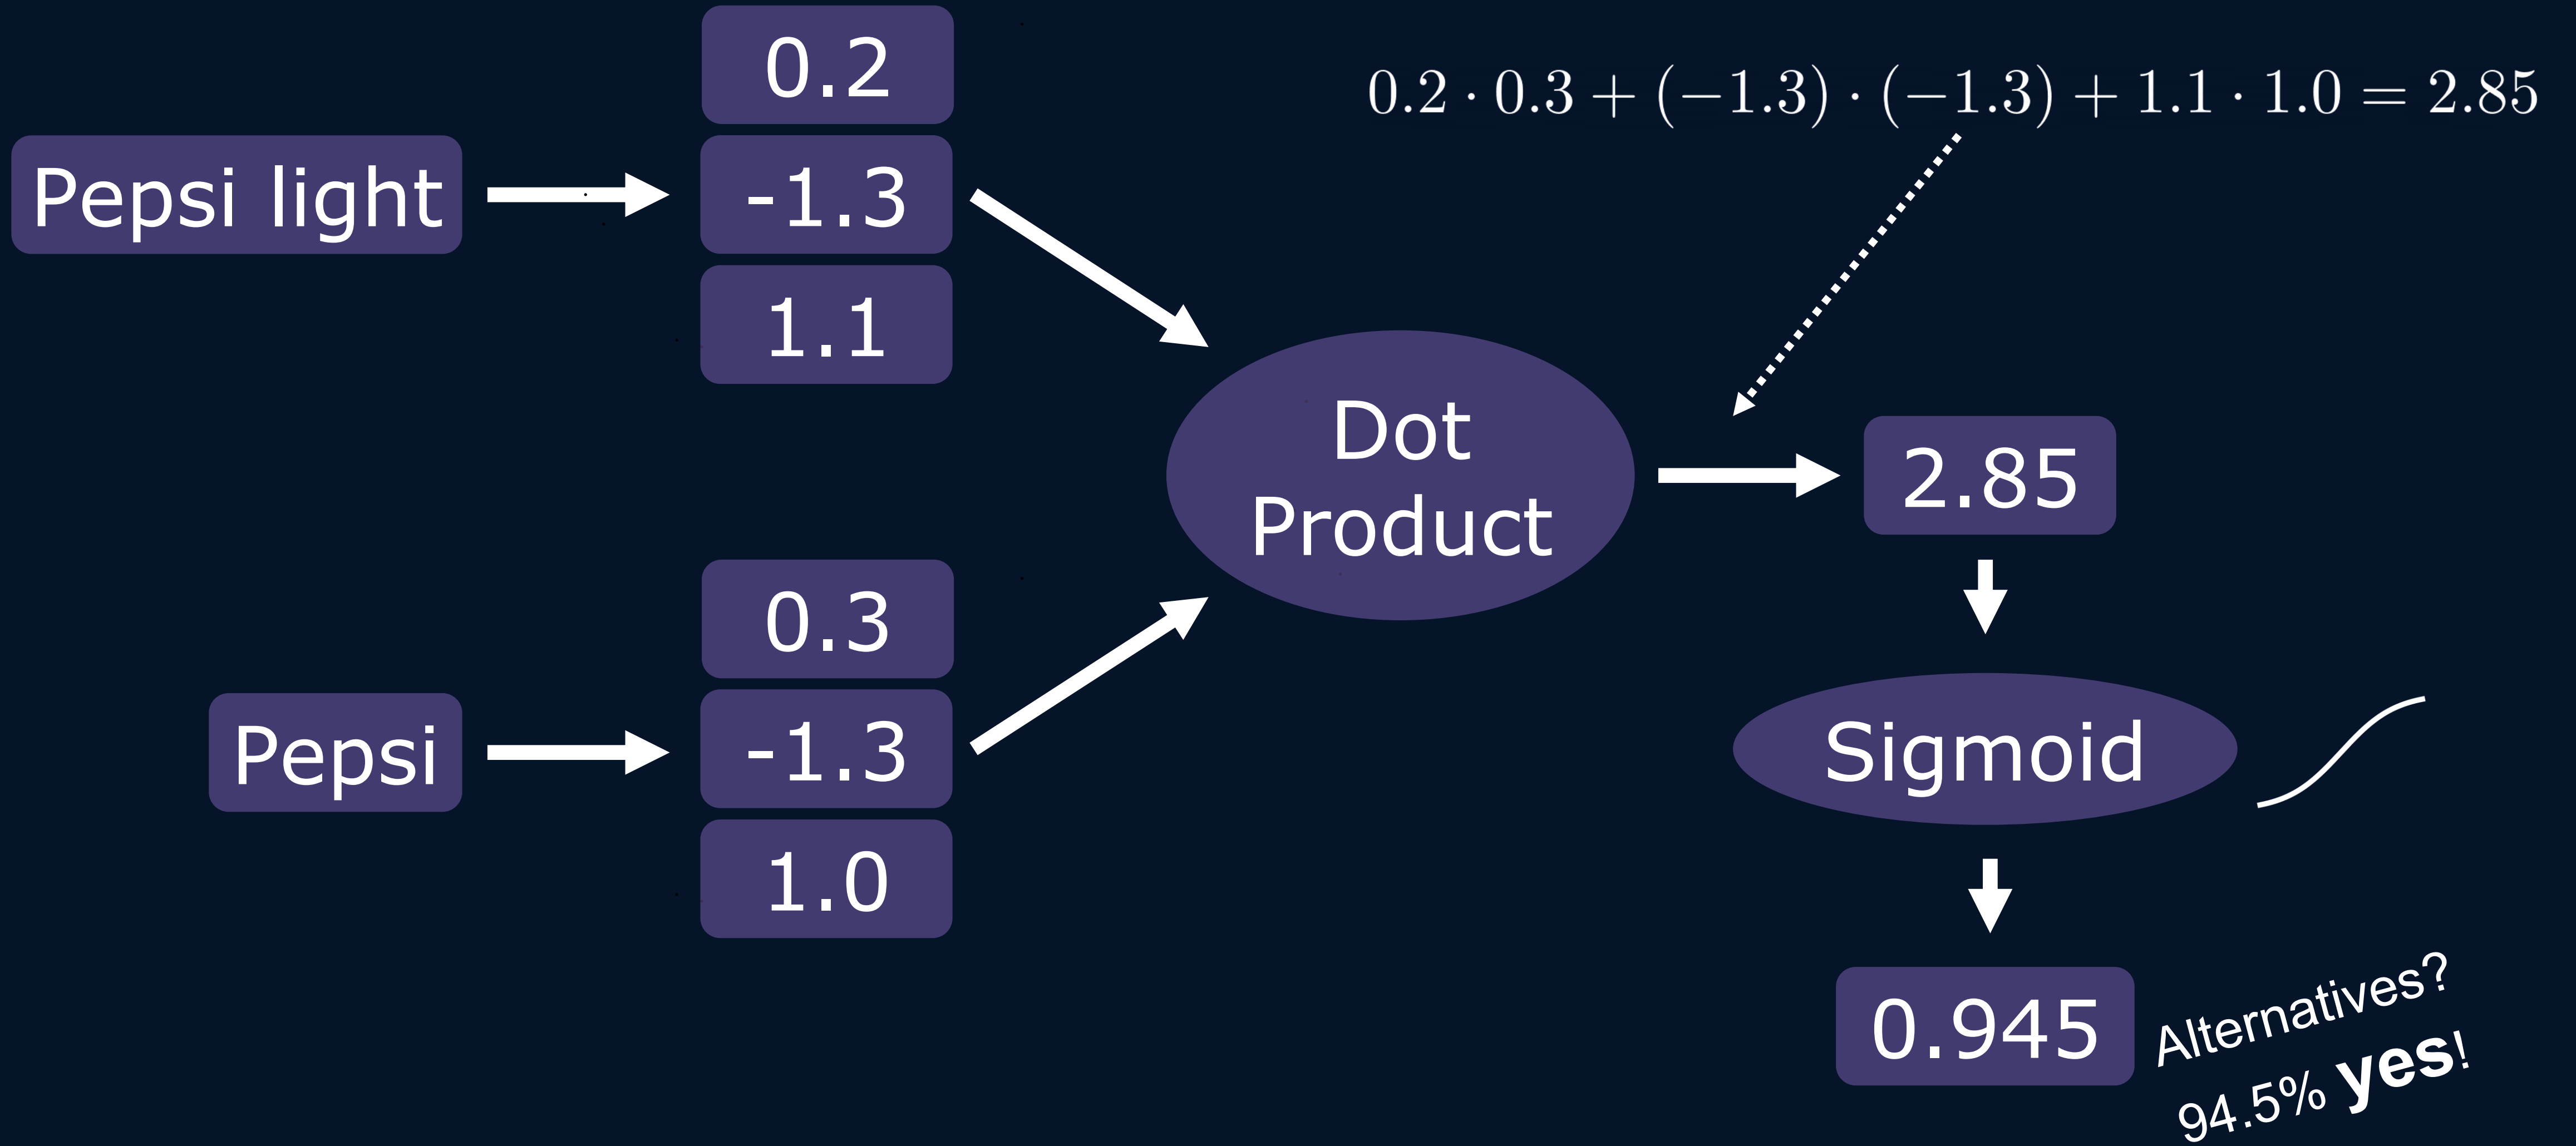 0.2
0.2 · 0.3 + (−1.3) · (−1.3) + 1.1 · 1.0 = 2.85
Pepsi light
-1.3
1.1
Dot
Product
2.85
0.3
Pepsi
-1.3
1.0
Sigmoid
0.945
Alternatives?
94.5% yes!